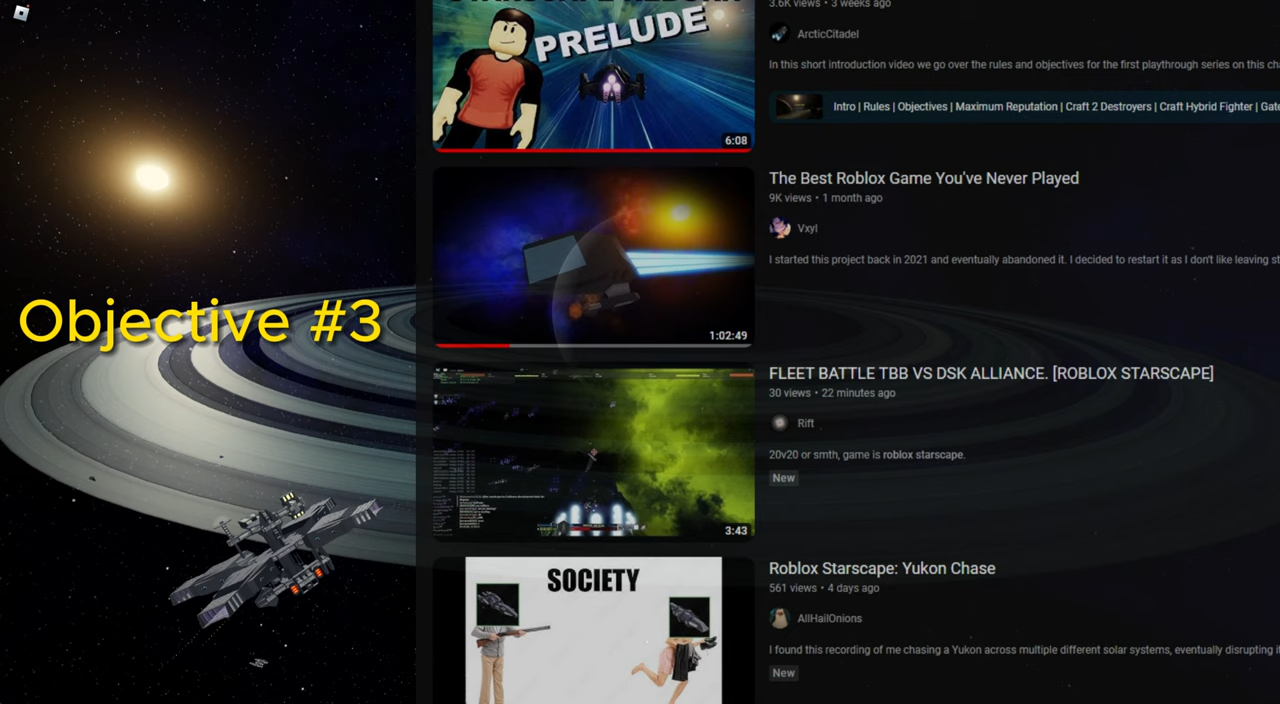 PRELUDE
6:08
3.6K views • 3 weeks ago
ArcticCitadel
In this short introduction video we go over the rules and objectives for the first playthrough series on this cha
Intro | Rules | Objectives | Maximum Reputation | Craft 2 Destroyers | Craft Hybrid Fighter | Gate
Objective #3
1:02:49
The Best Roblox Game You've Never Played
9K views • 1 month ago
Vxyl
I started this project back in 2021 and eventually abandoned it. I decided to restart it as I don't like leaving st
3:43
FLEET BATTLE TBB VS DSK ALLIANCE. [ROBLOX STARSCAPE]
30 views • 22 minutes ago
Rift
20v20 or smth, game is roblox starscape.
New
SOCIETY
Roblox Starscape: Yukon Chase
561 views • 4 days ago
AllHailOnions
I found this recording of me chasing a Yukon across multiple different solar systems, eventually disrupting i
New